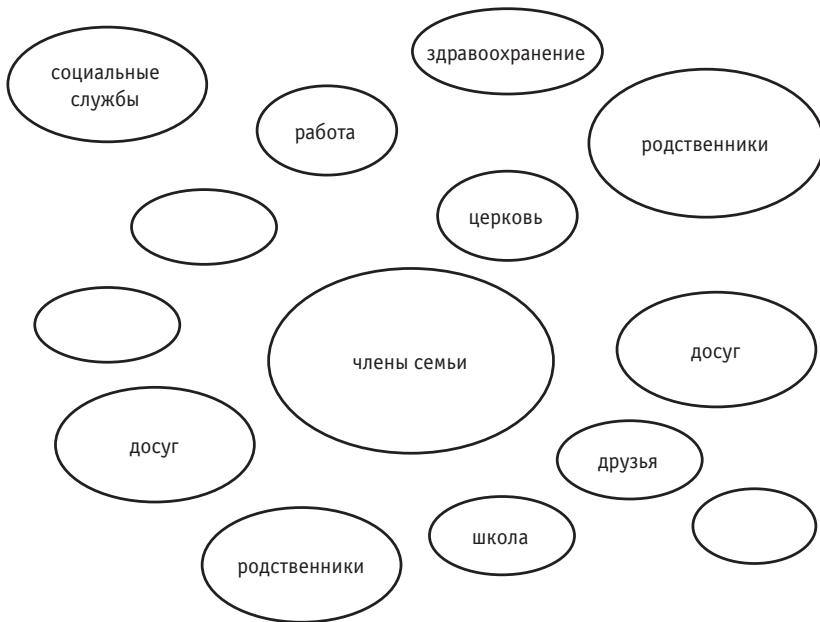 здравоохранение
социальные
службы
работа
родственники
церковь
члены семьи
досуг
досуг
друзья
школа
родственники